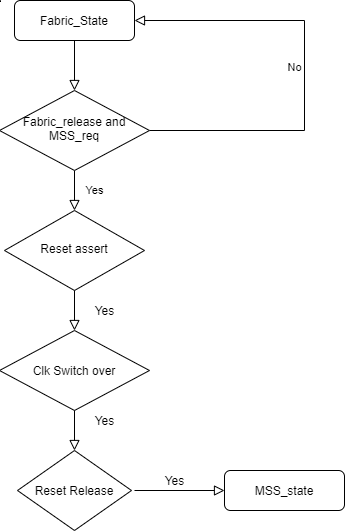 Fabric_State
No
Fabric_release and
MSS_req
Yes
Reset assert
Yes
Clk Switch over
Yes
Reset Release
Yes
MSS_state